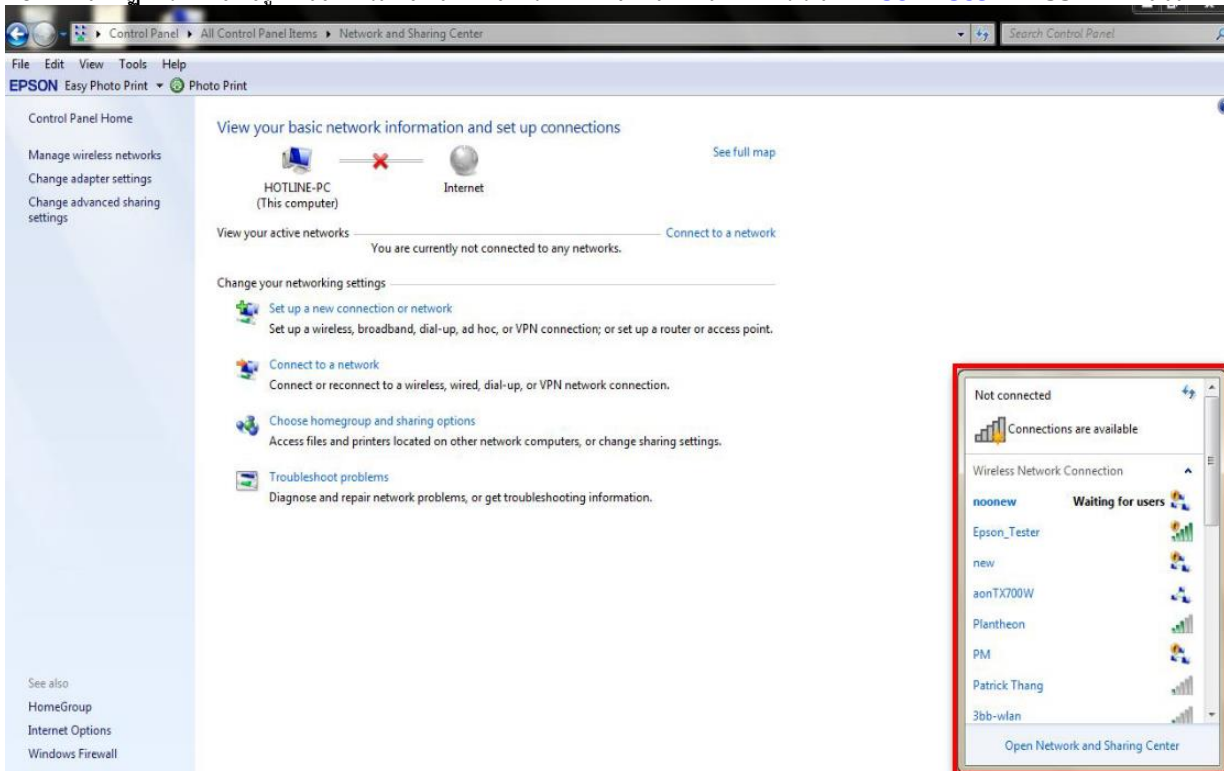 Control Panel ▸ All Control Panel Items ▸ Network and Sharing Center
Search Control Panel
File Edit View Tools Help
EPSON Easy Photo Print Photo Print
Control Panel Home
Manage wireless networks
Change adapter settings
Change advanced sharing
settings
View your basic network information and set up connections
See full map
HOTLINE-PC
(This computer)
Internet
View your active networks
Connect to a network
You are currently not connected to any networks.
Change your networking settings
Set up a new connection or network
Set up a wireless, broadband, dial-up, ad hoc, or VPN connection; or set up a router or access point.
Connect to a network
Connect or reconnect to a wireless, wired, dial-up, or VPN network connection.
Choose homegroup and sharing options
Access files and printers located on other network computers, or change sharing settings.
Troubleshoot problems
Diagnose and repair network problems, or get troubleshooting information.
See also
HomeGroup
Internet Options
Windows Firewall
Not connected
Connections are available
Wireless Network Connection
noonew Waiting for users
Epson_Tester
new
aonTX700W
Plantheon
PM
Patrick Thang
3bb-wlan
Open Network and Sharing Center